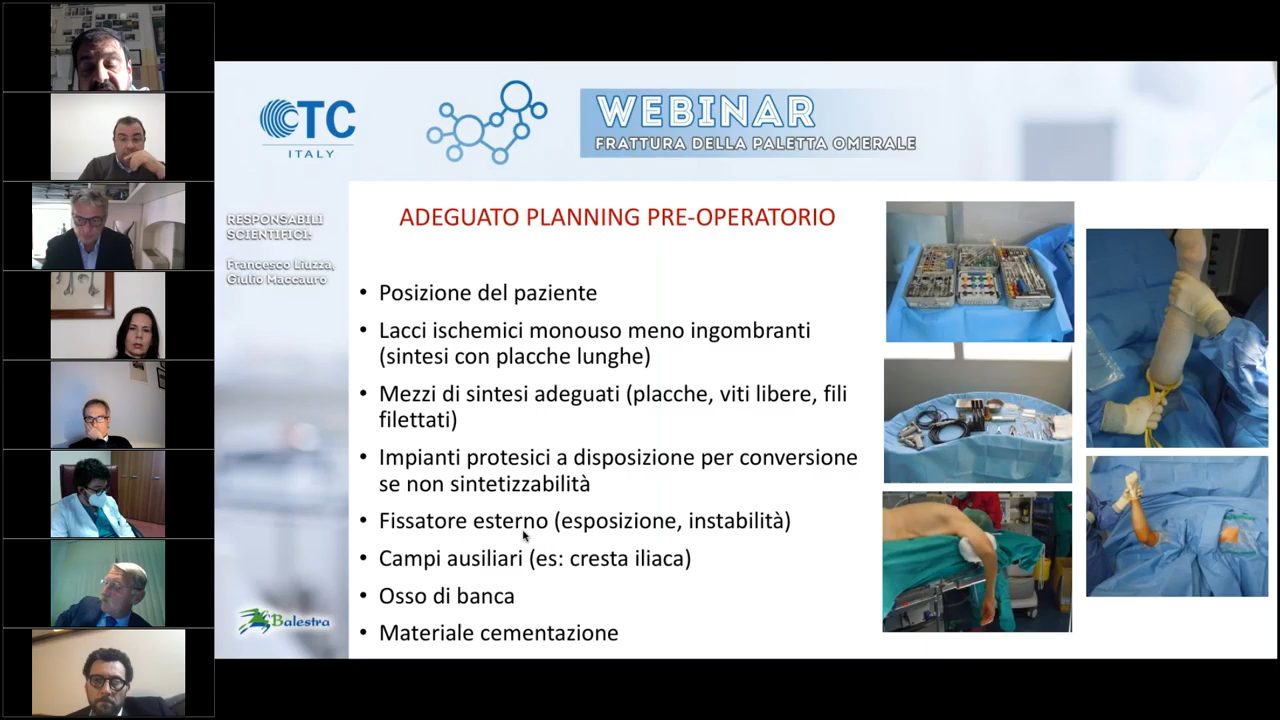 CTC
ITALY
WEBINAR
FRATTURA DELLA PALETTA OMERALE
RESPONSABILI
SCIENTIFICI:
Francesco Liuzza,
Giulio Maccauro
ADEGUATO PLANNING PRE-OPERATORIO
• Posizione del paziente
• Lacci ischemici monouso meno ingombranti
(sintesi con placche lunghe)
• Mezzi di sintesi adeguati (placche, viti libere, fili
filettati)
• Impianti protesici a disposizione per conversione
se non sintetizzabilità
• Fissatore esterno (esposizione, instabilità)
• Campi ausiliari (es: cresta iliaca)
• Osso di banca
• Materiale cementazione
Balestra